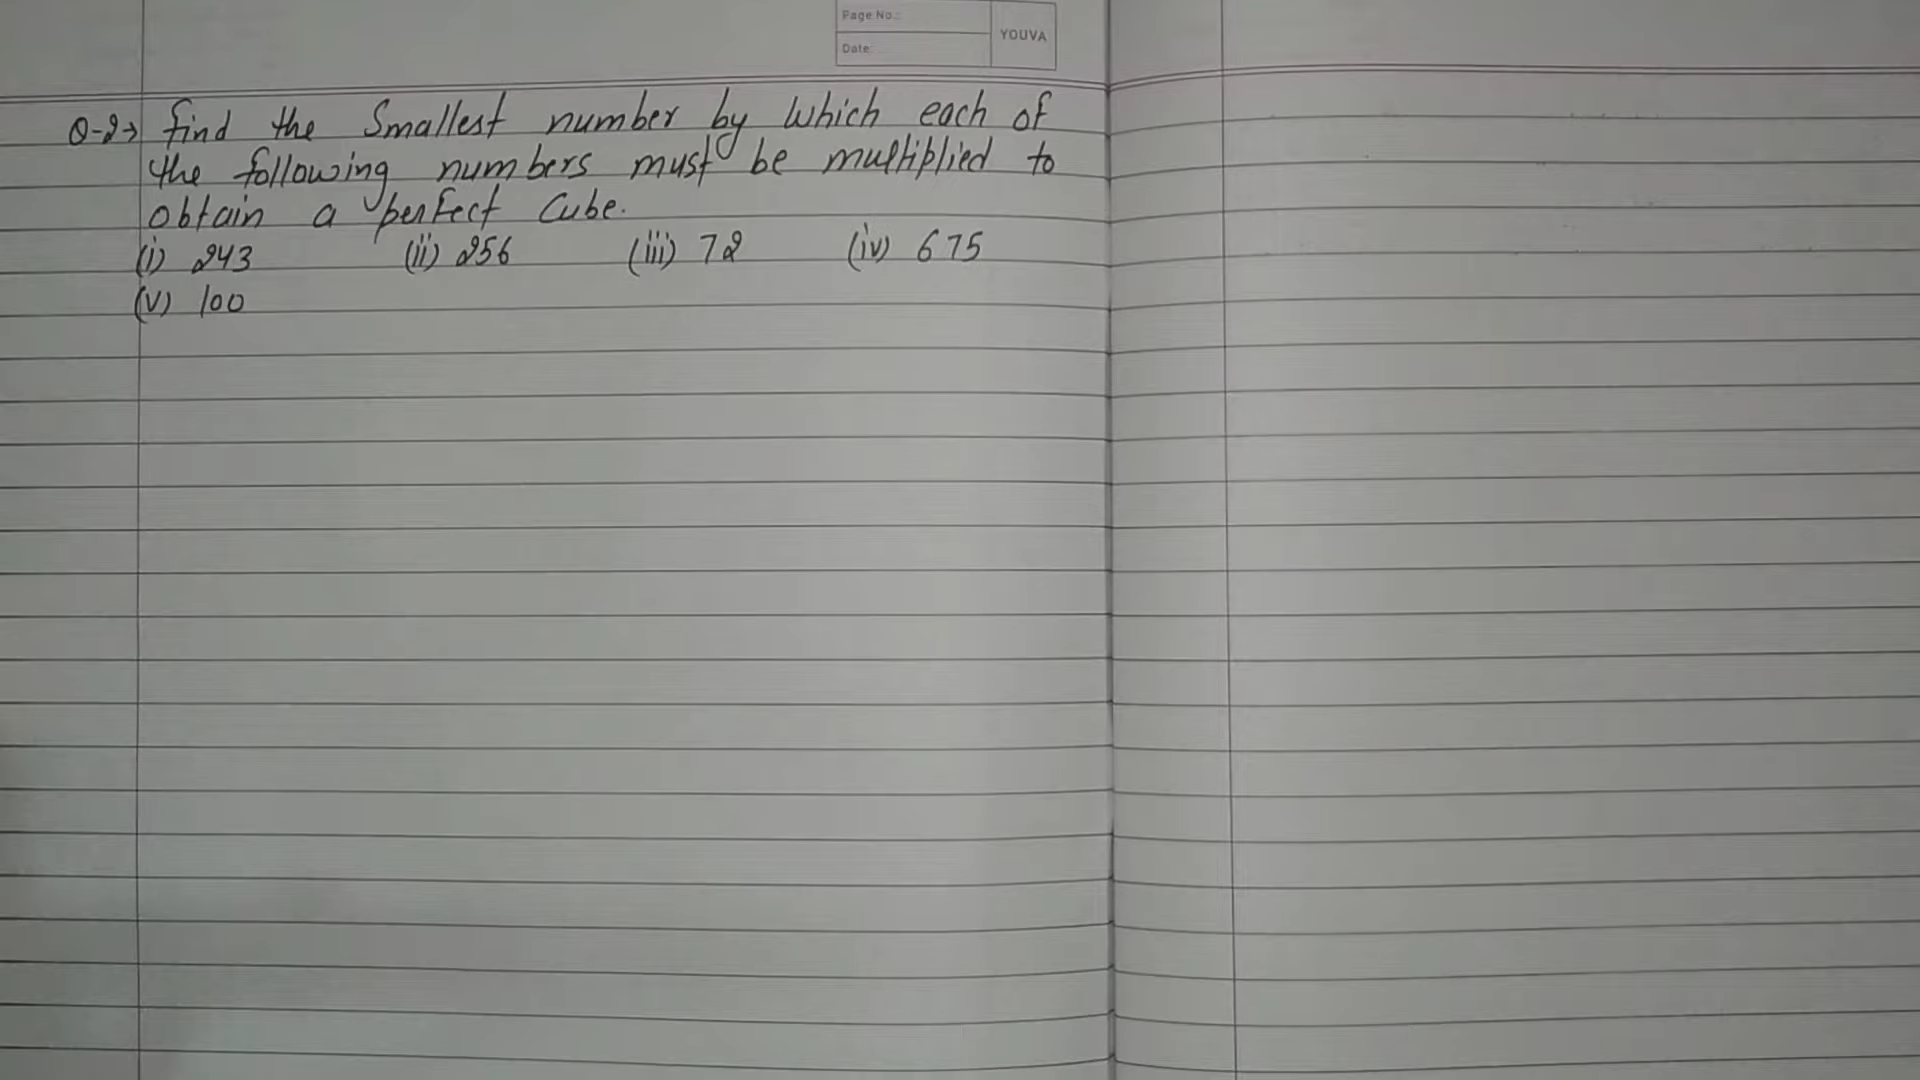 Page No.:
Date:
YOUVA
Q-2→ find the Smallest number by which each of
the following numbers must be multiplied to
obtain a perfect Cube.
(i) 243 (ii) 256 (iii) 72 (iv) 675
(v) 100